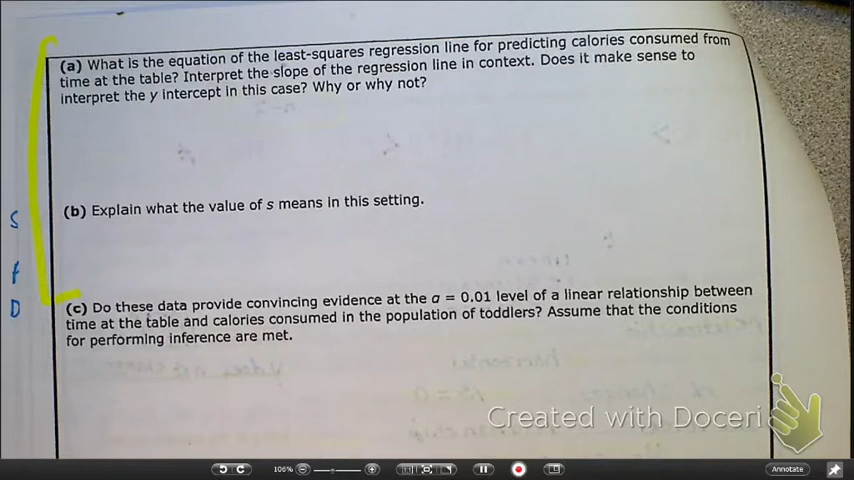 (a) What is the equation of the least-squares regression line for predicting calories consumed from
time at the table? Interpret the slope of the regression line in context. Does it make sense to
interpret the y intercept in this case? Why or why not?
(b) Explain what the value of s means in this setting.
S
P
D
(c) Do these data provide convincing evidence at the α = 0.01 level of a linear relationship between
time at the table and calories consumed in the population of toddlers? Assume that the conditions
for performing inference are met.
Created with Doceri
106%
Annotate